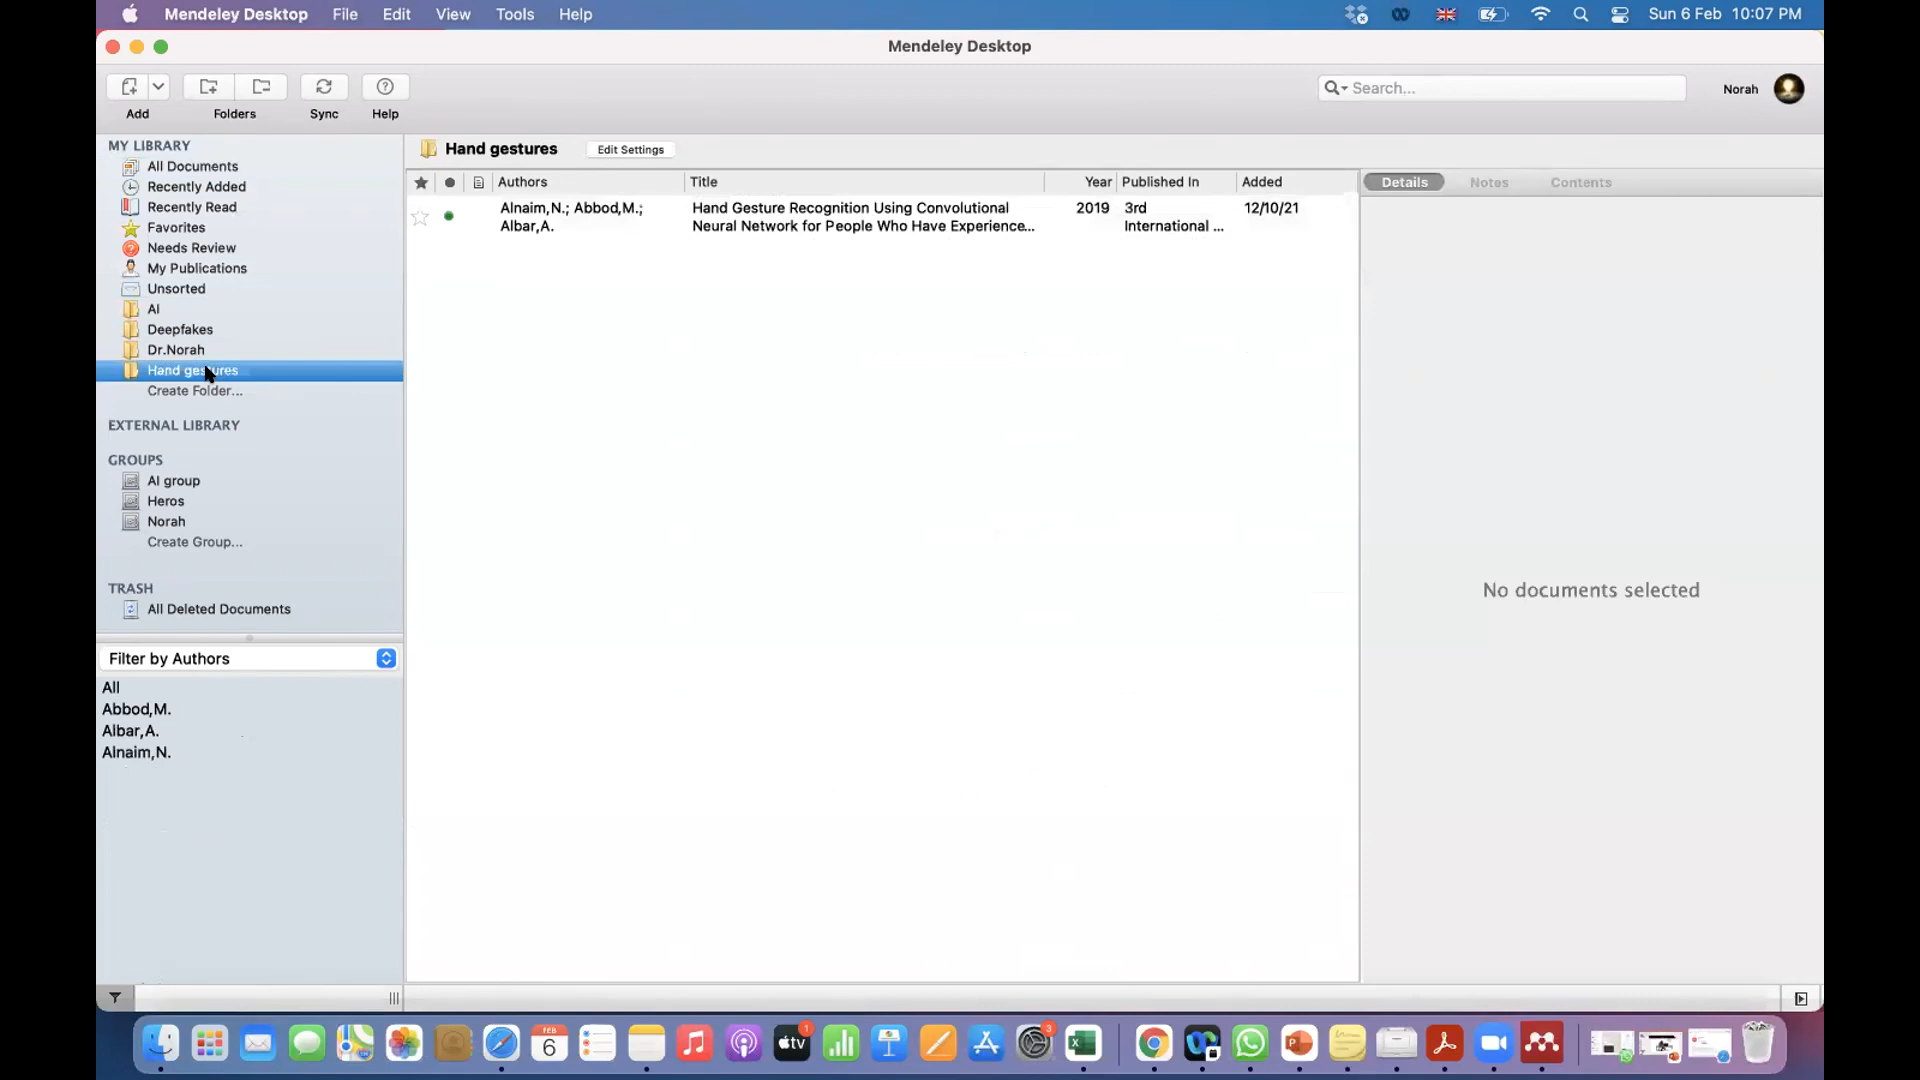 Mendeley Desktop File Edit View Tools Help Sun 6 Feb 10:07 PM
Mendeley Desktop
Search... Norah
Add Folders Sync Help
MY LIBRARY
All Documents
Recently Added
Recently Read
Favorites
Needs Review
My Publications
Unsorted
AI
Deepfakes
Dr.Norah
Hand gestures
Create Folder...
EXTERNAL LIBRARY
GROUPS
AI group
Heros
Norah
Create Group...
TRASH
All Deleted Documents
Filter by Authors
All
Abbod,M.
Albar,A.
Alnaim,N.
Hand gestures Edit Settings
Authors Title Year Published In Added
Alnaim,N.; Abbod,M.; Hand Gesture Recognition Using Convolutional 2019 3rd 12/10/21
Albar,A. Neural Network for People Who Have Experience... International ...
Details Notes Contents
No documents selected
FEB
6
tv
1
3